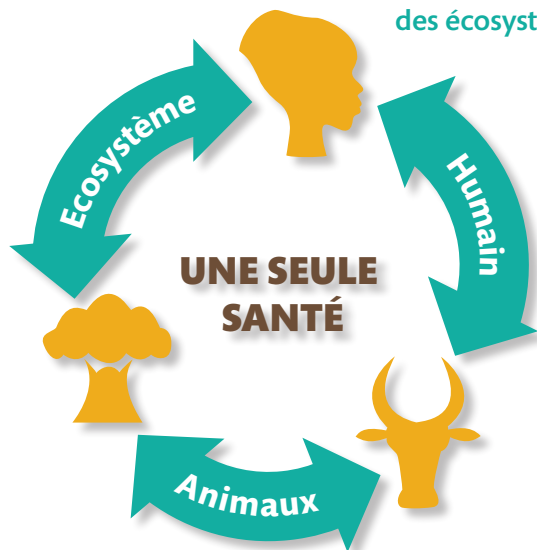 des écosyst
Ecosystème
Humain
UNE SEULE
SANTÉ
Animaux